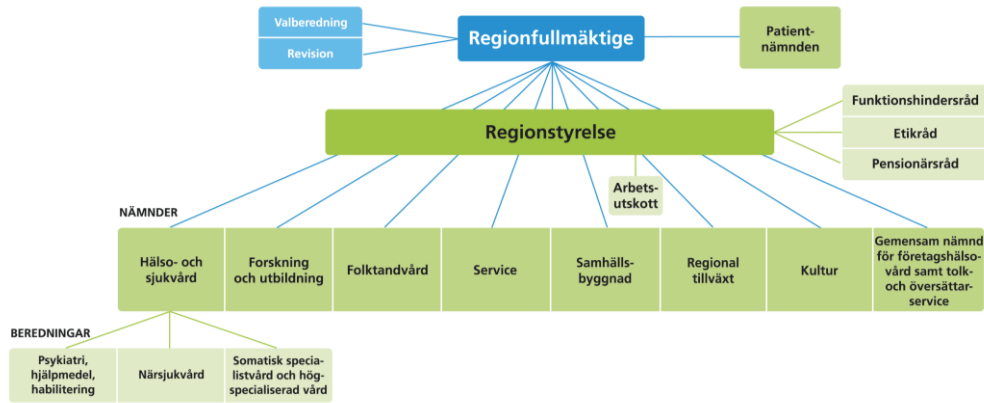 Valberedning
Revision
Regionfullmäktige
Patient-
nämnden
Regionstyrelse
Funktionshindersråd
Etikråd
Pensionärsråd
Arbets-
utskott
NÄMNDER
Hälso- och
sjukvård
Forskning
och utbildning
Folktandvård
Service
Samhälls-
byggnad
Regional
tillväxt
Kultur
Gemensam nämnd
för företagshälso-
vård samt tolk-
och översättar-
service
BEREDNINGAR
Psykiatri,
hjälpmedel,
habilitering
Närsjukvård
Somatisk specia-
listvård och hög-
specialiserad vård